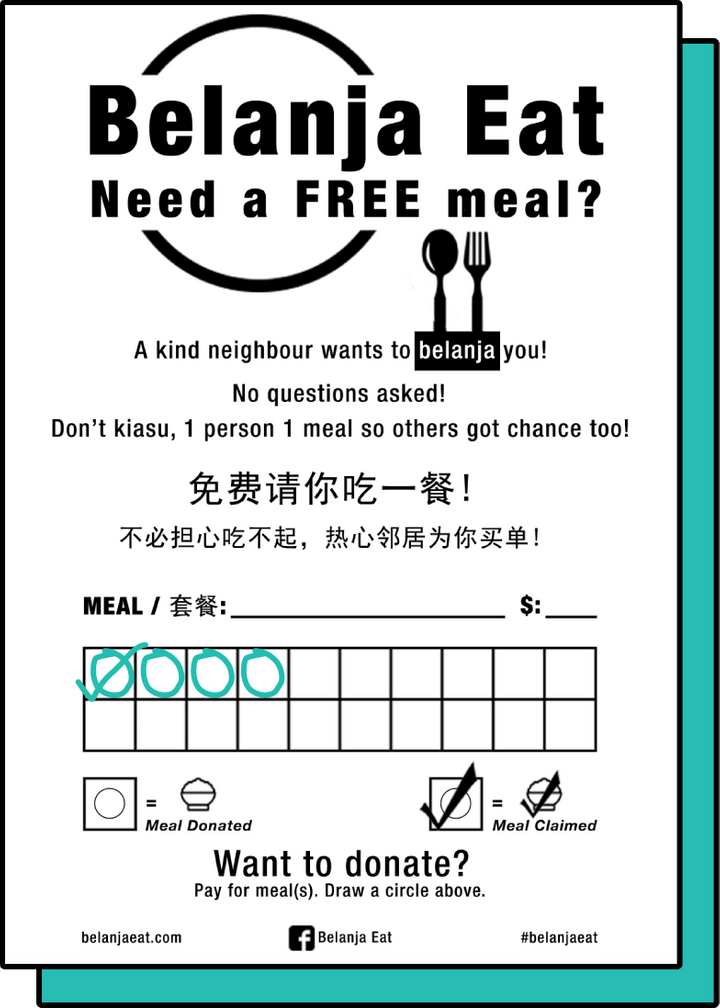 Belanja Eat
Need a FREE meal?
A kind neighbour wants to belanja you!
No questions asked!
Don't kiasu, 1 person 1 meal so others got chance too!
免费请你吃一餐!
不必担心吃不起，热心邻居为你买单!
MEAL / 套餐: $:
= Meal Donated
= Meal Claimed
Want to donate?
Pay for meal(s). Draw a circle above.
belanjaeat.com
Belanja Eat
#belanjaeat